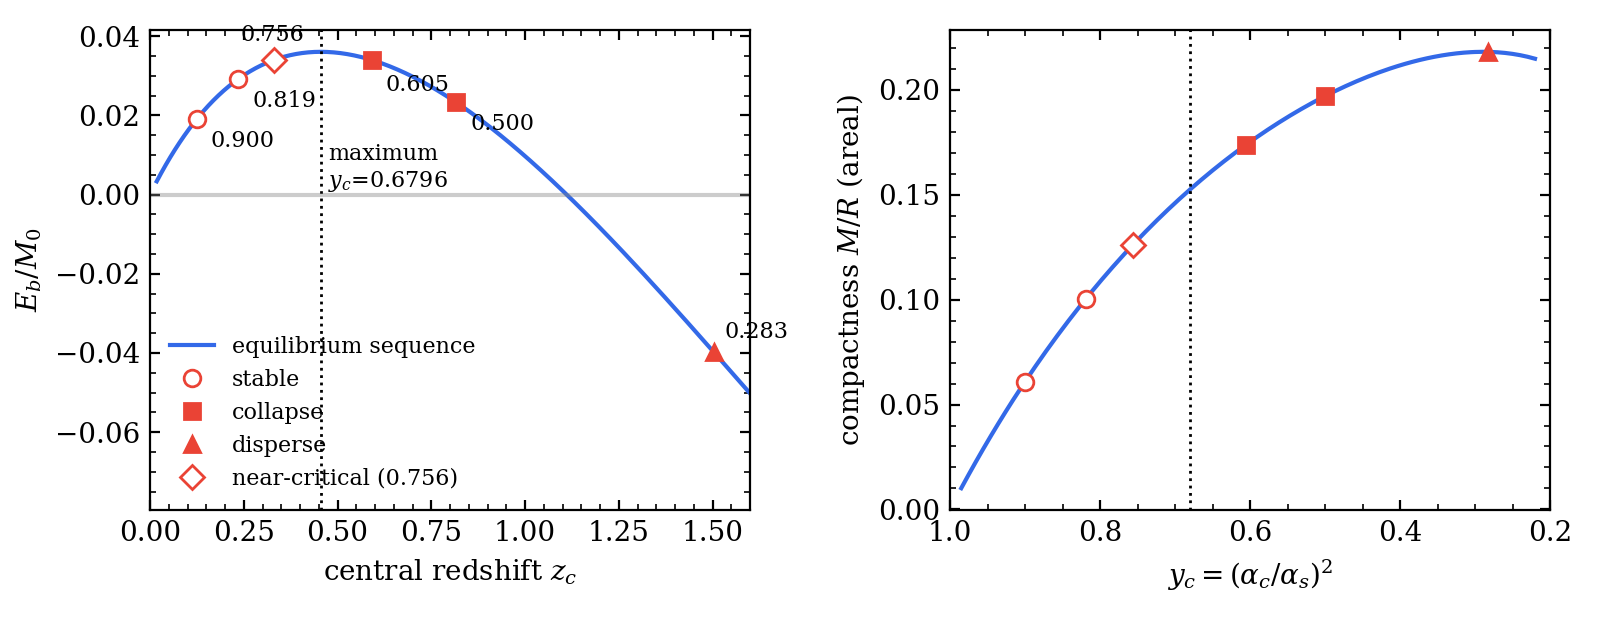 0.04
0.02
0.00
−0.02
−0.04
−0.06
E_b/M_0
0.756
0.819
0.900
0.605
0.500
maximum
y_c=0.6796
0.283
equilibrium sequence
stable
collapse
disperse
near-critical (0.756)
0.00 0.25 0.50 0.75 1.00 1.25 1.50
central redshift z_c
0.20
0.15
0.10
0.05
0.00
compactness M/R (areal)
1.0 0.8 0.6 0.4 0.2
y_c = (α_c/α_s)^2